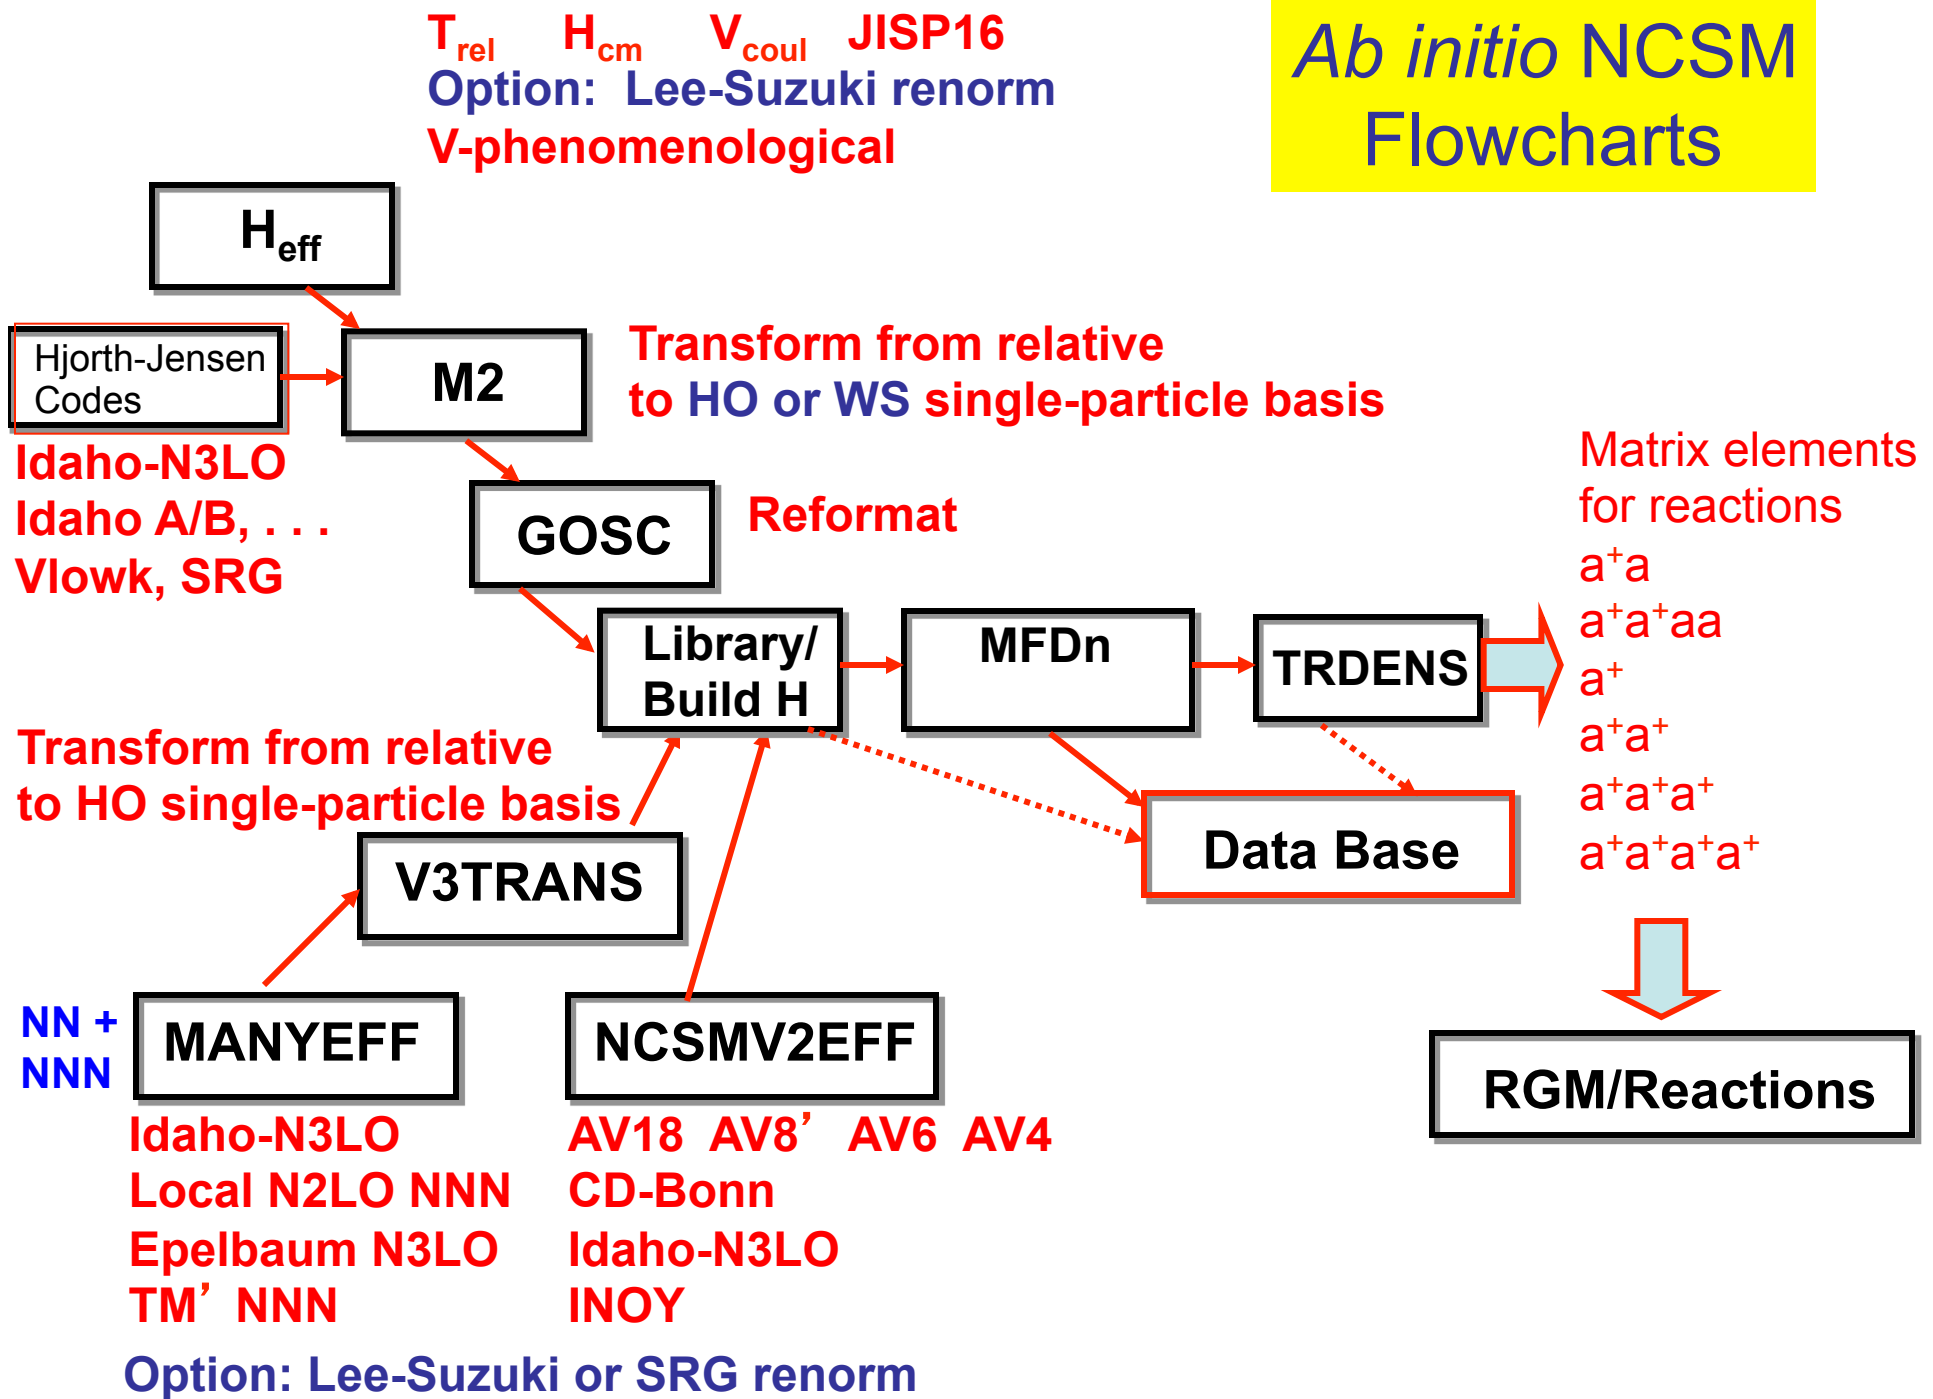 T_rel H_cm V_coul JISP16
Option: Lee-Suzuki renorm
V-phenomenological
Ab initio NCSM
Flowcharts
H_eff
Hjorth-Jensen
Codes
M2
Transform from relative
to HO or WS single-particle basis
Idaho-N3LO
Idaho A/B, . . .
Vlowk, SRG
GOSC
Reformat
Matrix elements
for reactions
a⁺a
a⁺a⁺aa
a⁺
a⁺a⁺
a⁺a⁺a⁺
a⁺a⁺a⁺a⁺
Library/
Build H
MFDn
TRDENS
Transform from relative
to HO single-particle basis
V3TRANS
Data Base
NN +
NNN
MANYEFF
NCSMV2EFF
RGM/Reactions
Idaho-N3LO
Local N2LO NNN
Epelbaum N3LO
TM’ NNN
AV18 AV8’ AV6 AV4
CD-Bonn
Idaho-N3LO
INOY
Option: Lee-Suzuki or SRG renorm